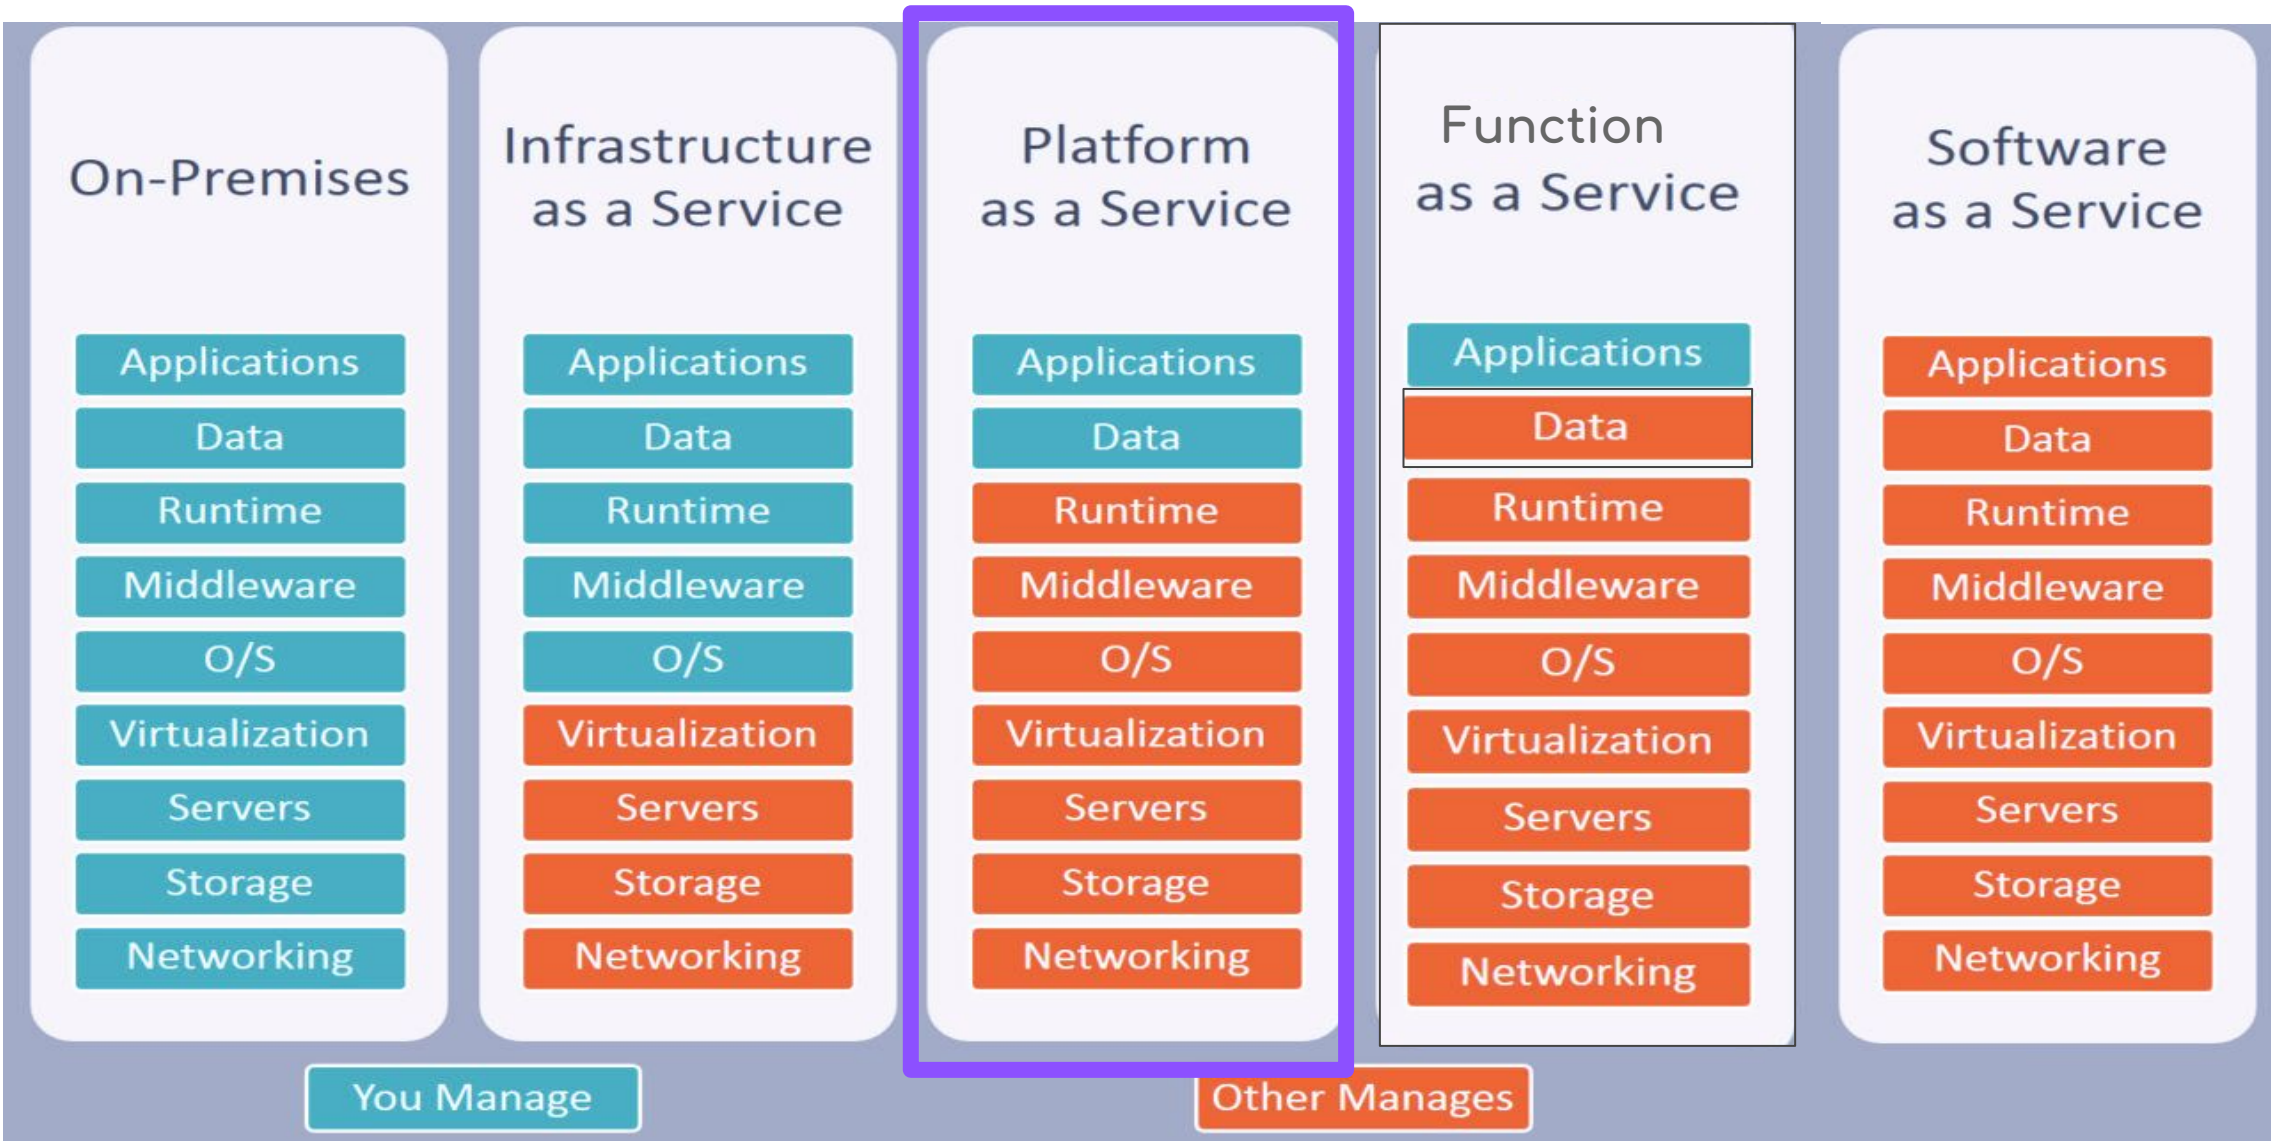 On-Premises
Applications
Data
Runtime
Middleware
O/S
Virtualization
Servers
Storage
Networking
Infrastructure
as a Service
Applications
Data
Runtime
Middleware
O/S
Virtualization
Servers
Storage
Networking
Platform
as a Service
Applications
Data
Runtime
Middleware
O/S
Virtualization
Servers
Storage
Networking
Function
as a Service
Applications
Data
Runtime
Middleware
O/S
Virtualization
Servers
Storage
Networking
Software
as a Service
Applications
Data
Runtime
Middleware
O/S
Virtualization
Servers
Storage
Networking
You Manage
Other Manages